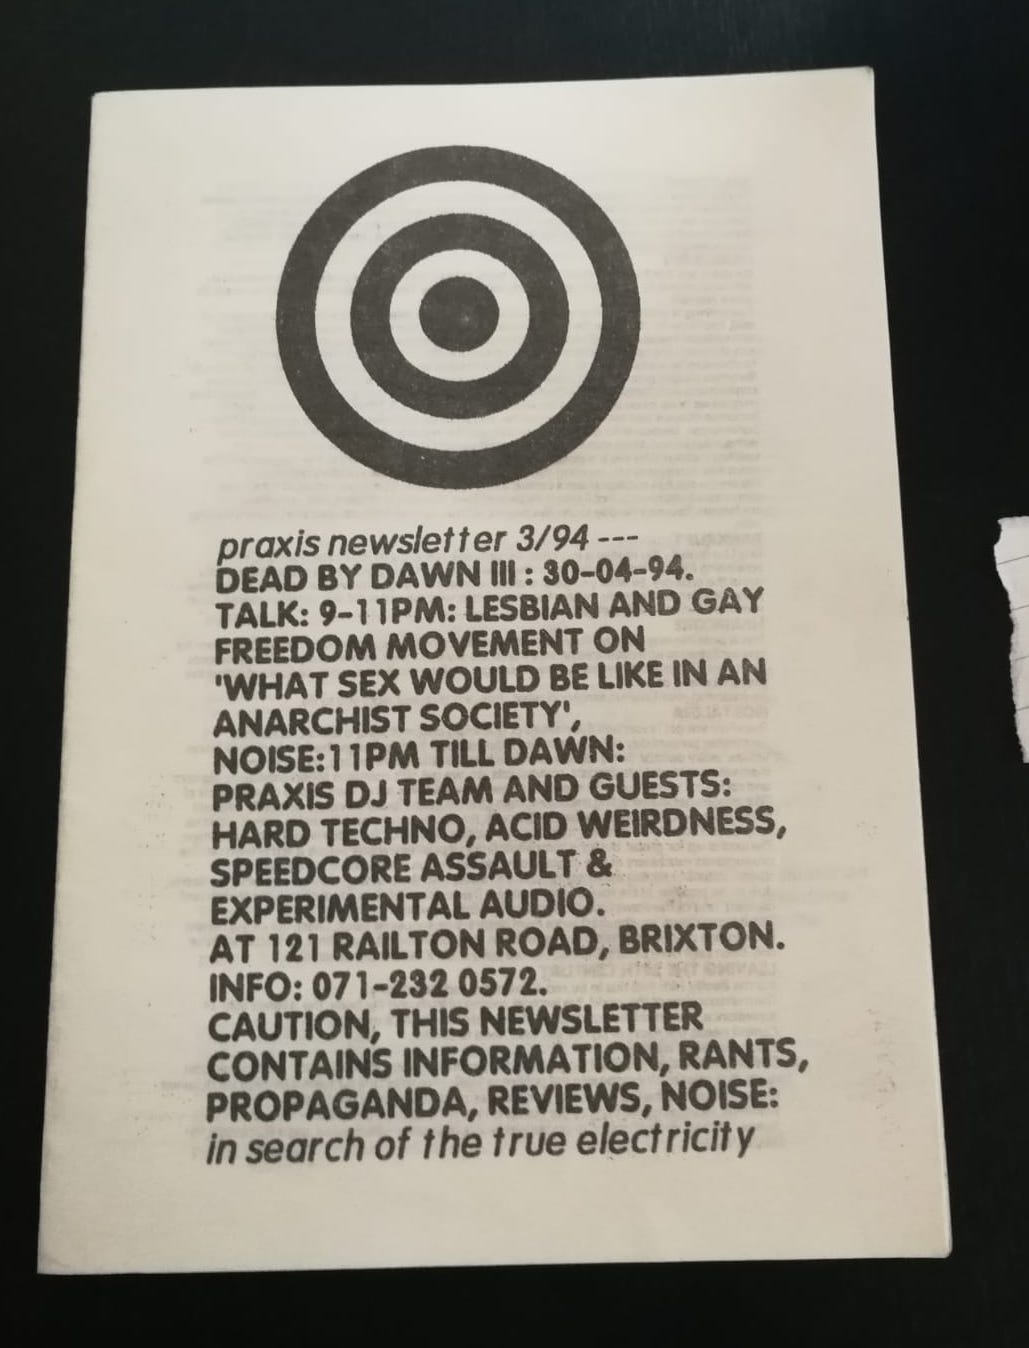 praxis newsletter 3/94 ---
DEAD BY DAWN III : 30-04-94.
TALK: 9-11PM: LESBIAN AND GAY
FREEDOM MOVEMENT ON
'WHAT SEX WOULD BE LIKE IN AN
ANARCHIST SOCIETY',
NOISE:11PM TILL DAWN:
PRAXIS DJ TEAM AND GUESTS:
HARD TECHNO, ACID WEIRDNESS,
SPEEDCORE ASSAULT &
EXPERIMENTAL AUDIO.
AT 121 RAILTON ROAD, BRIXTON.
INFO: 071-232 0572.
CAUTION, THIS NEWSLETTER
CONTAINS INFORMATION, RANTS,
PROPAGANDA, REVIEWS, NOISE:
in search of the true electricity